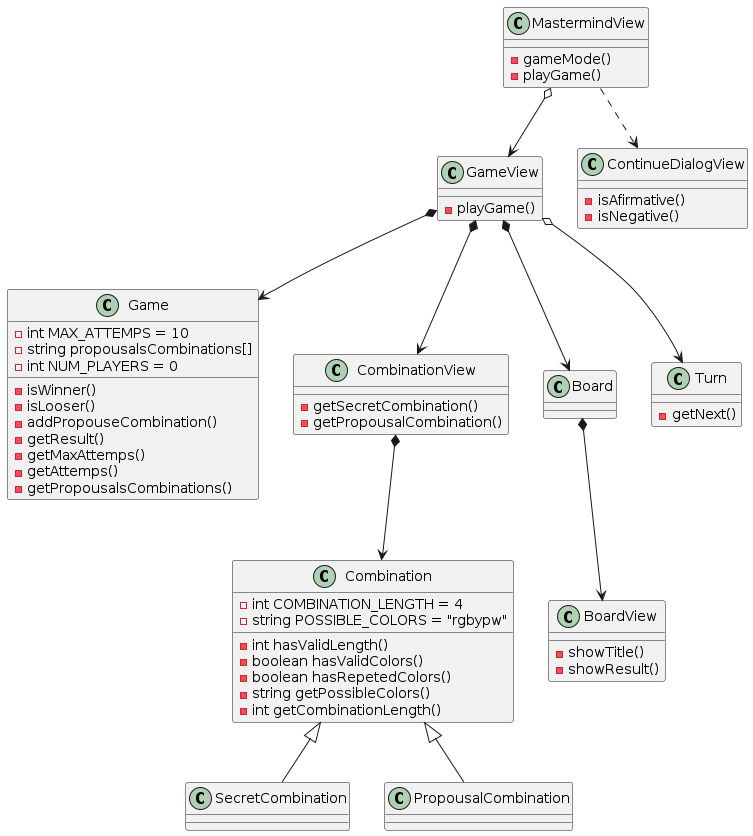 C MastermindView
gameMode()
playGame()
C GameView
playGame()
C ContinueDialogView
isAfirmative()
isNegative()
C Game
int MAX_ATTEMPS = 10
string propousalsCombinations[]
int NUM_PLAYERS = 0
isWinner()
isLooser()
addPropouseCombination()
getResult()
getMaxAttemps()
getAttemps()
getPropousalsCombinations()
C CombinationView
getSecretCombination()
getPropousalCombination()
C Board
C Turn
getNext()
C Combination
int COMBINATION_LENGTH = 4
string POSSIBLE_COLORS = "rgbypw"
int hasValidLength()
boolean hasValidColors()
boolean hasRepetedColors()
string getPossibleColors()
int getCombinationLength()
C BoardView
showTitle()
showResult()
C SecretCombination
C PropousalCombination